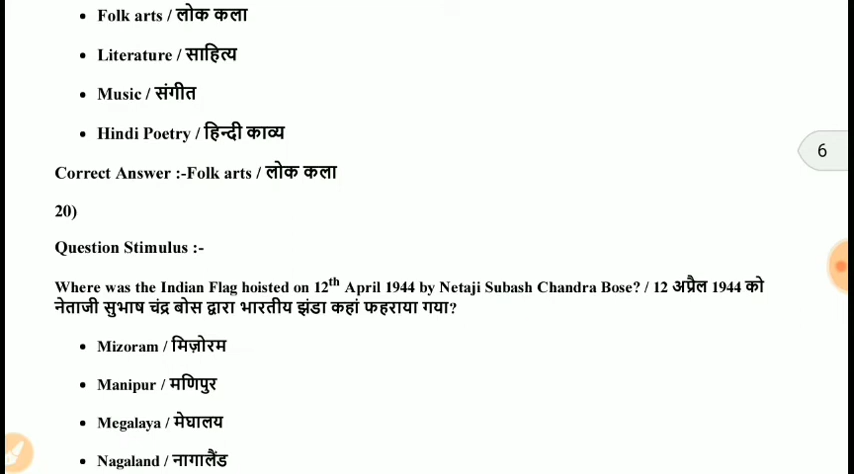 • Folk arts / लोक कला
• Literature / साहित्य
• Music / संगीत
• Hindi Poetry / हिन्दी काव्य
6
Correct Answer :-Folk arts / लोक कला
20)
Question Stimulus :-
Where was the Indian Flag hoisted on 12th April 1944 by Netaji Subash Chandra Bose? / 12 अप्रैल 1944 को
नेताजी सुभाष चंद्र बोस द्वारा भारतीय झंडा कहां फहराया गया?
• Mizoram / मिज़ोरम
• Manipur / मणिपुर
• Megalaya / मेघालय
• Nagaland / नागालैंड